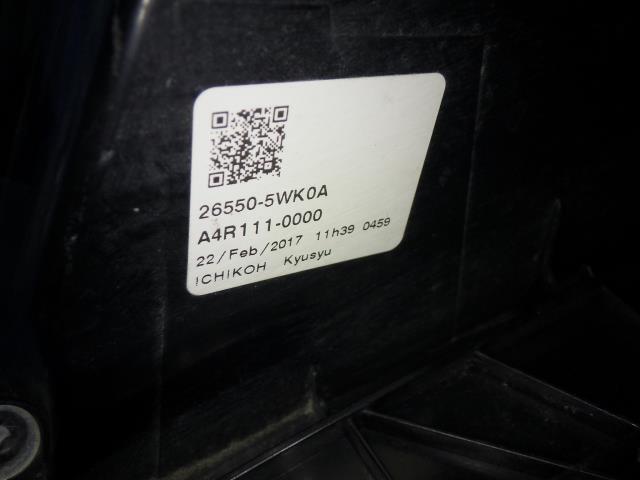 26550-5WK0A
A4R111-0000
22/Feb/2017 11h39 0459
ICHIKOH Kyusyu